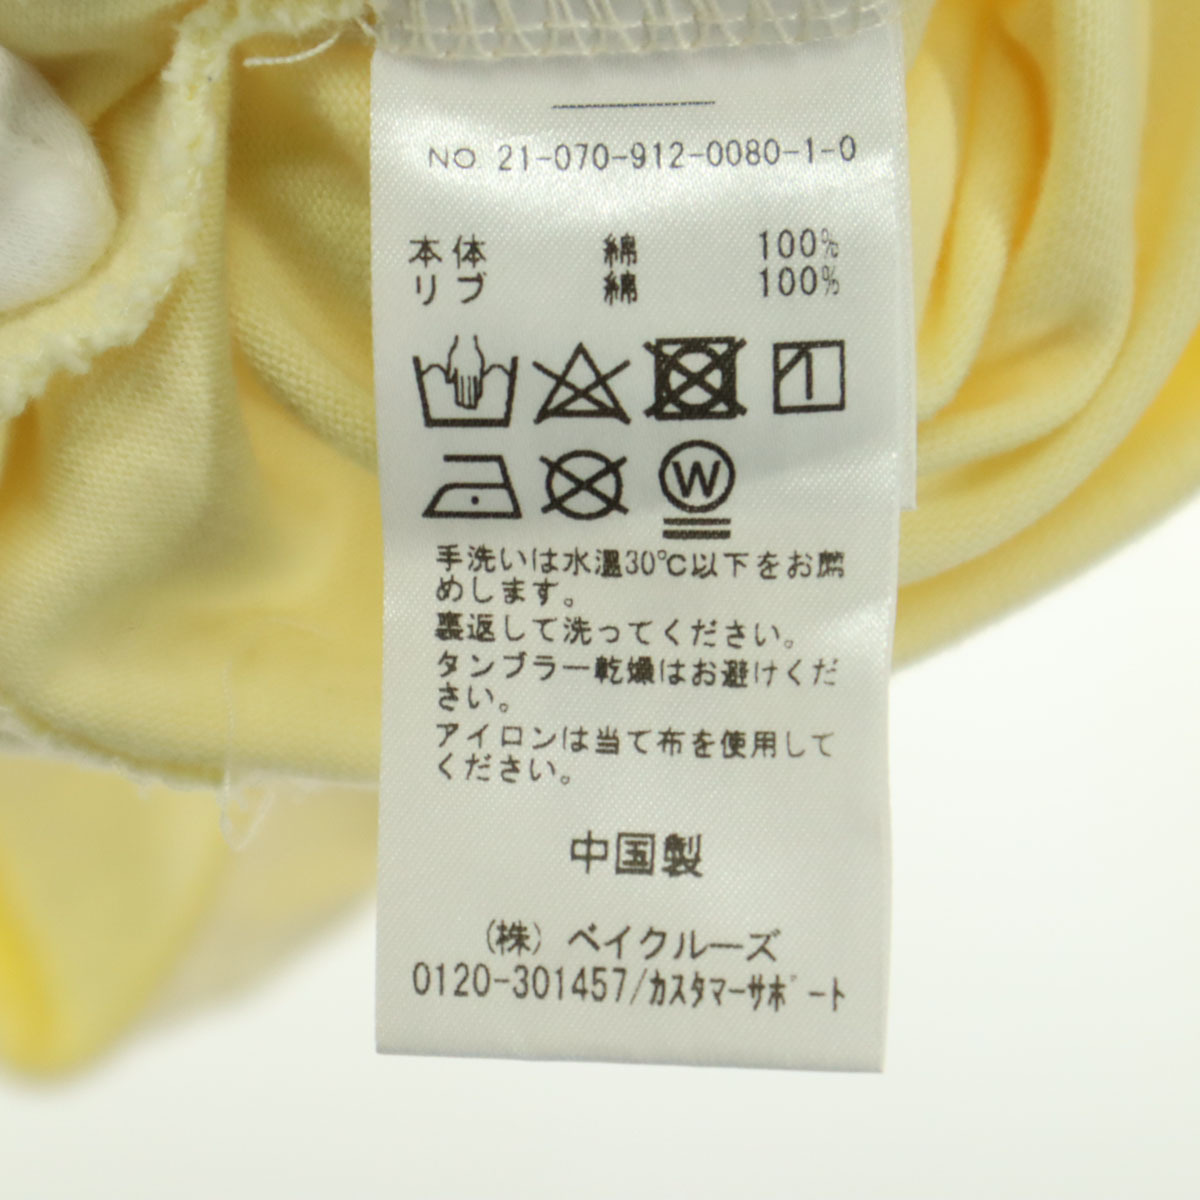 NO. 21-070-912-0080-1-0
本体 綿 100%
リブ 綿 100%
W
手洗いは水温30℃以下をお薦
めします。
裏返して洗ってください。
タンブラー乾燥はお避けくだ
さい。
アイロンは当て布を使用して
ください。
中国製
(株) ベイクルーズ
0120-301457/カスタマーサポート